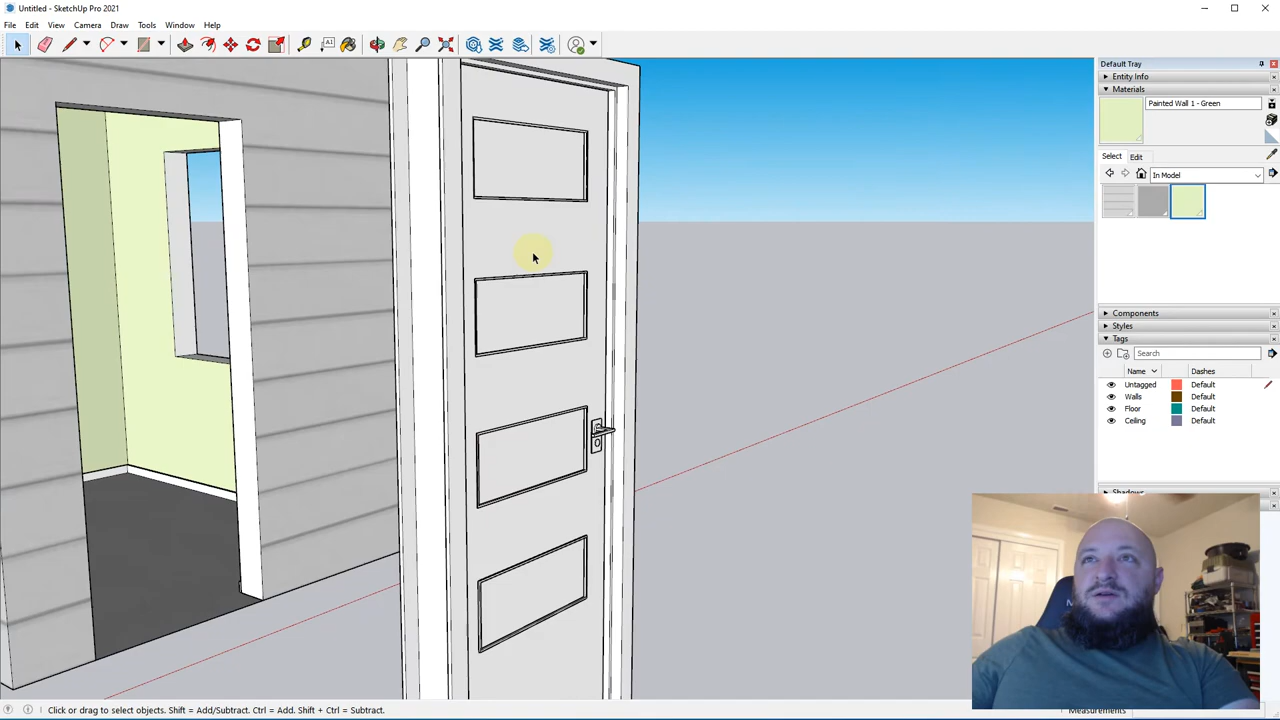 Untitled - SketchUp Pro 2021
File Edit View Camera Draw Tools Window Help
Default Tray
Entity Info
Materials
Painted Wall 1 - Green
Select Edit
In Model
Components
Styles
Tags
Search
Name Dashes
Untagged Default
Walls Default
Floor Default
Ceiling Default
Click or drag to select objects. Shift = Add/Subtract. Ctrl = Add. Shift + Ctrl = Subtract.
Measurements